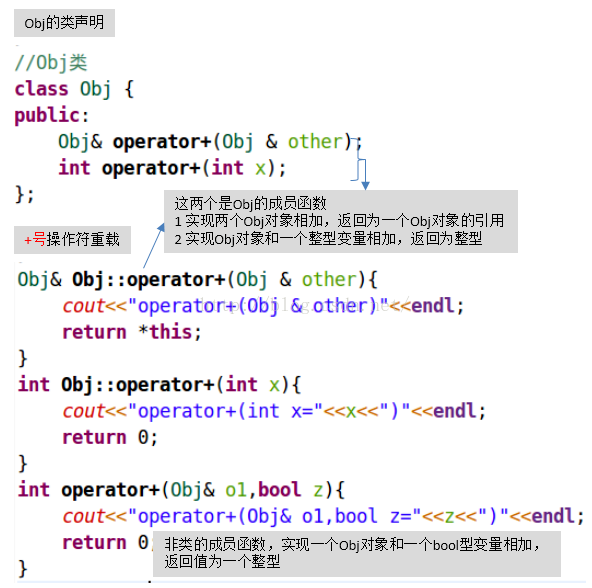 Obj的类声明
//Obj类
class Obj {
public:
Obj& operator+(Obj & other);
int operator+(int x);
};
这两个是Obj的成员函数
1 实现两个Obj对象相加，返回为一个Obj对象的引用
2 实现Obj对象和一个整型变量相加，返回为整型
+号操作符重载
Obj& Obj::operator+(Obj & other){
cout<<"operator+(Obj & other)"<<endl;
return *this;
}
int Obj::operator+(int x){
cout<<"operator+(int x="<<x<<")"<<endl;
return 0;
}
int operator+(Obj& o1,bool z){
cout<<"operator+(Obj& o1,bool z="<<z<<")"<<endl;
return 0;
}
非类的成员函数，实现一个Obj对象和一个bool型变量相加，
返回值为一个整型